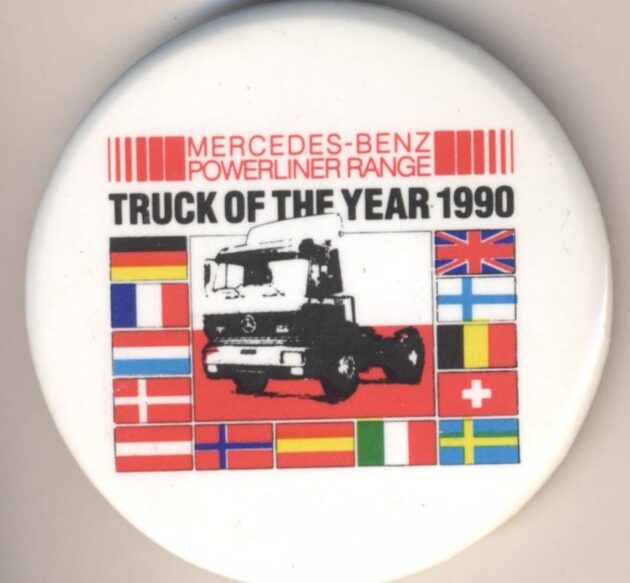 MERCEDES-BENZ
POWERLINER RANGE
TRUCK OF THE YEAR 1990